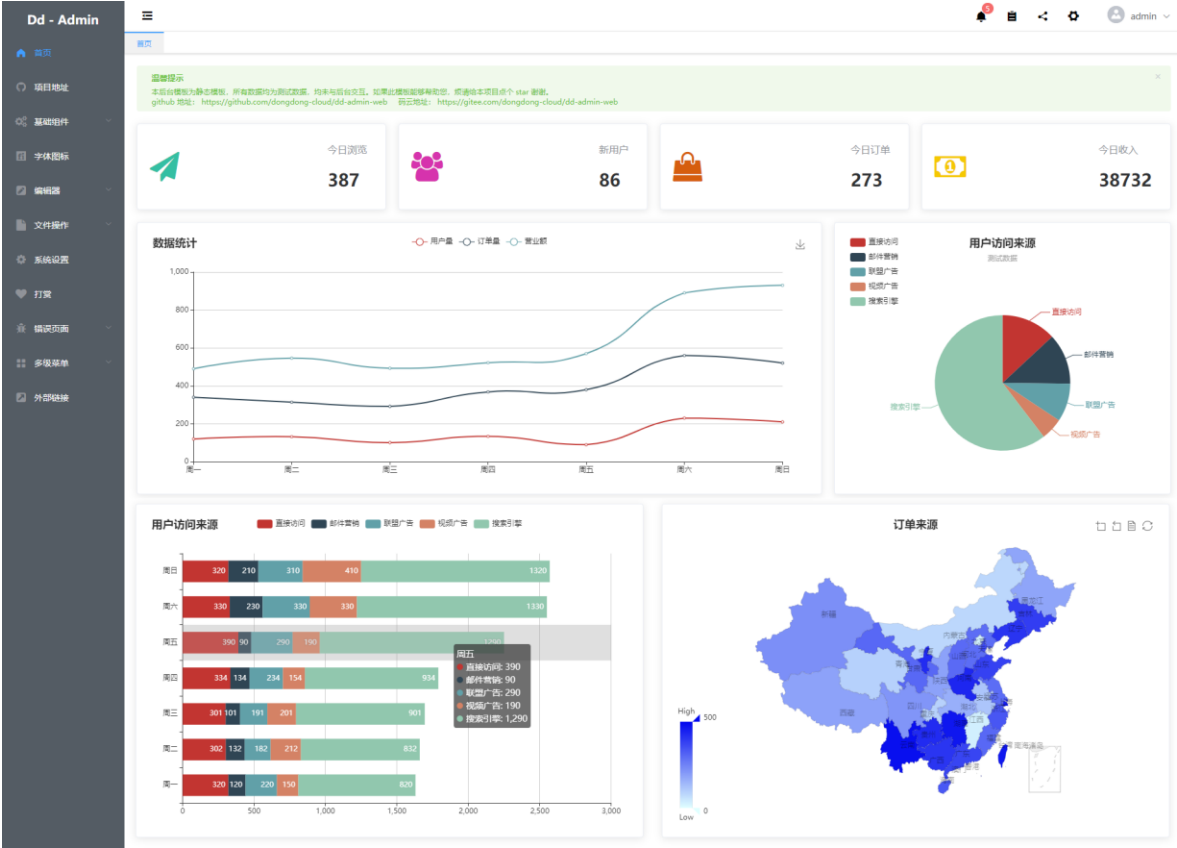 Dd - Admin
首页
项目地址
基础组件
字体图标
编辑器
文件操作
系统设置
打赏
错误页面
多级菜单
外部链接
5
admin
首页
温馨提示
本后台模板为静态模板，所有数据均为测试数据，均未与后台交互。如果此模板能够帮助您，烦请给本项目点个 star 谢谢。
github 地址： https://github.com/dongdong-cloud/dd-admin-web 码云地址： https://gitee.com/dongdong-cloud/dd-admin-web
今日浏览
387
新用户
86
今日订单
273
今日收入
38732
数据统计
用户量 订单量 营业额
1,000
800
600
400
200
0
周一 周二 周三 周四 周五 周六 周日
直接访问
邮件营销
联盟广告
视频广告
搜索引擎
用户访问来源
测试数据
直接访问
邮件营销
联盟广告
视频广告
搜索引擎
用户访问来源
直接访问 邮件营销 联盟广告 视频广告 搜索引擎
周日 320 210 310 410 1320
周六 330 230 330 330 1330
周五 390 90 290 190 1290
周四 334 134 234 154 934
周三 301 101 191 201 901
周二 302 132 182 212 832
周一 320 120 220 150 820
0 500 1,000 1,500 2,000 2,500 3,000
周五
直接访问: 390
邮件营销: 90
联盟广告: 290
视频广告: 190
搜索引擎: 1,290
订单来源
黑龙江
新疆
内蒙古
西藏
四川
江西
南海诸岛
High
500
0
Low